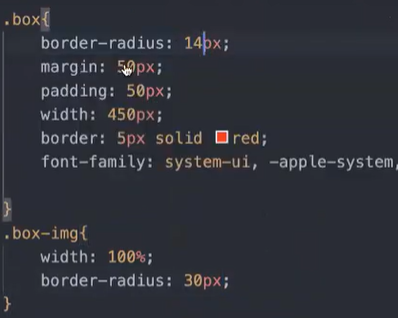 .box{
border-radius: 14px;
margin: 50px;
padding: 50px;
width: 450px;
border: 5px solid red;
font-family: system-ui, -apple-system,
}
.box-img{
width: 100%;
border-radius: 30px;
}